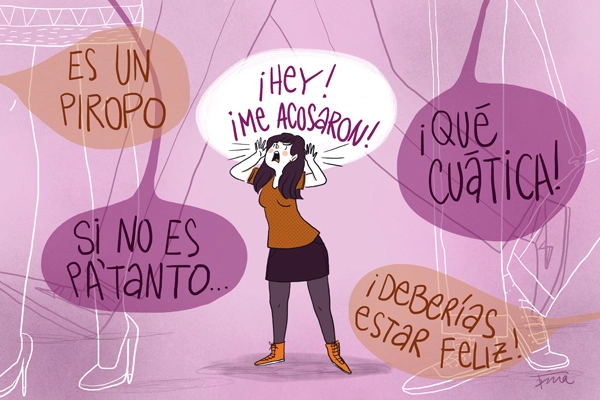 ES UN
PIROPO
¡HEY!
¡ME ACOSARON!
¡QUÉ
CUÁTICA!
SI NO ES
PA'TANTO...
¡DEBERÍAS
ESTAR FELIZ!